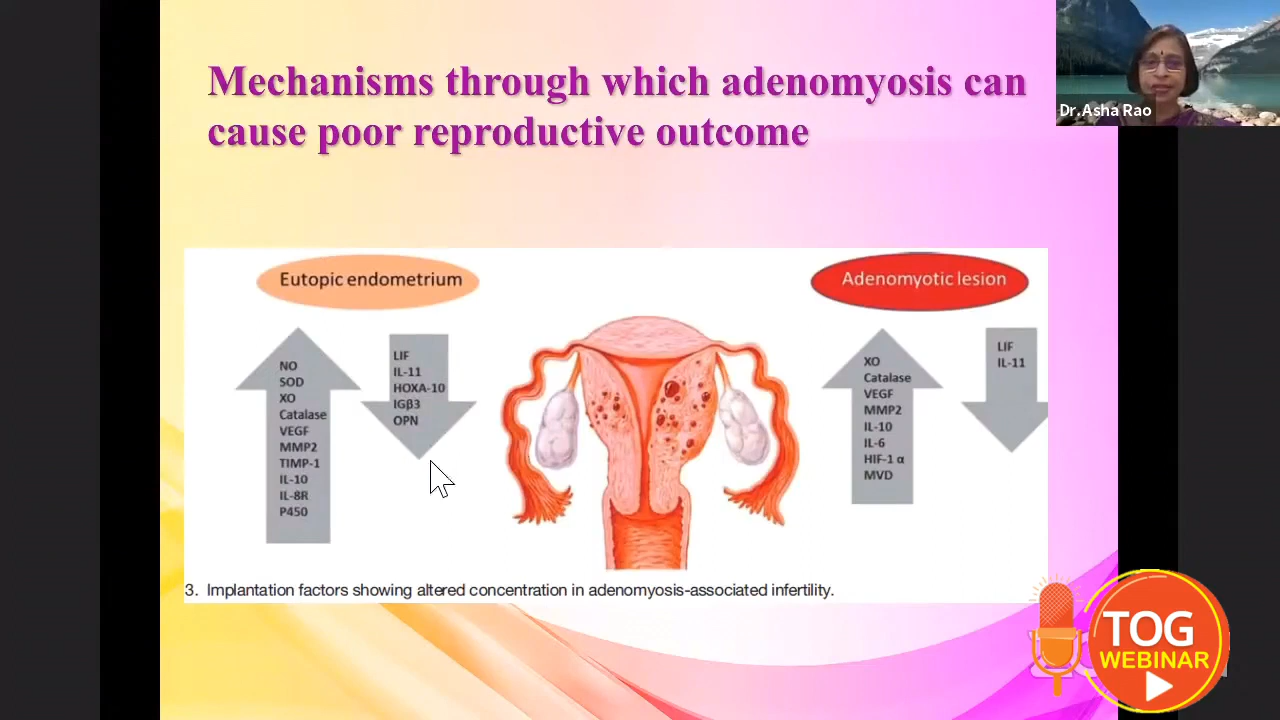 Mechanisms through which adenomyosis can
cause poor reproductive outcome
Dr.Asha Rao
Eutopic endometrium
NO
SOD
XO
Catalase
VEGF
MMP2
TIMP-1
IL-10
IL-8R
P450
LIF
IL-11
HOXA-10
IGβ3
OPN
Adenomyotic lesion
XO
Catalase
VEGF
MMP2
IL-10
IL-6
HIF-1 α
MVD
LIF
IL-11
3. Implantation factors showing altered concentration in adenomyosis-associated infertility.
TOG
WEBINAR